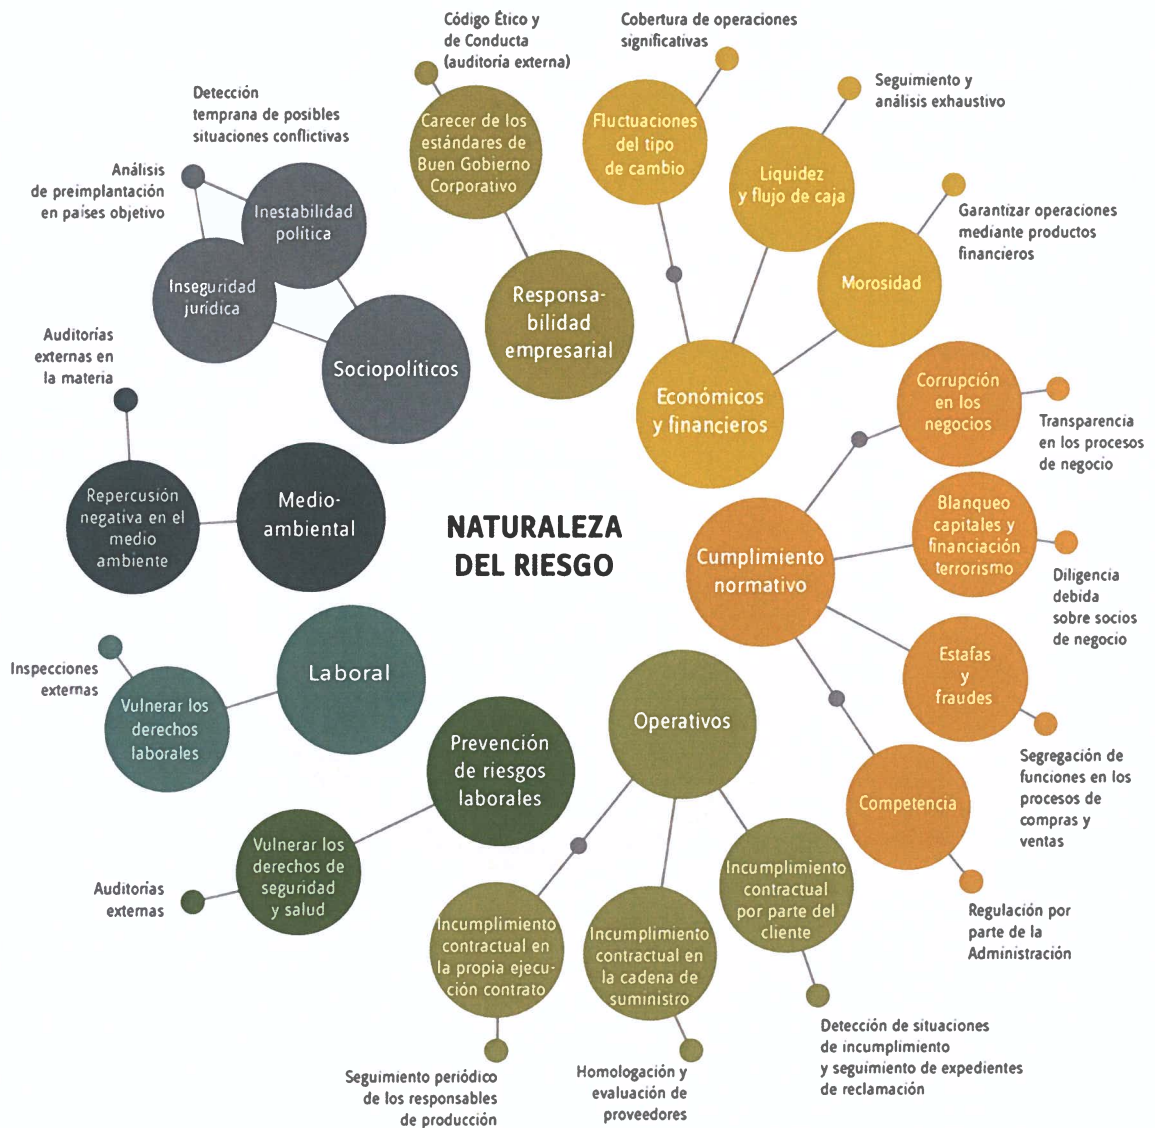 NATURALEZA
DEL RIESGO
Código Ético y
de Conducta
(auditoría externa)
Carecer de los
estándares de
Buen Gobierno
Corporativo
Responsa-
bilidad
empresarial
Cobertura de operaciones
significativas
Fluctuaciones
del tipo
de cambio
Seguimiento y
análisis exhaustivo
Liquidez
y flujo de caja
Garantizar operaciones
mediante productos
financieros
Morosidad
Económicos
y financieros
Corrupción
en los
negocios
Transparencia
en los procesos
de negocio
Blanqueo
capitales y
financiación
terrorismo
Diligencia
debida
sobre socios
de negocio
Cumplimiento
normativo
Estafas
y
fraudes
Segregación de
funciones en los
procesos de
compras y
ventas
Competencia
Regulación por
parte de la
Administración
Operativos
Incumplimiento
contractual
por parte del
cliente
Detección de situaciones
de incumplimiento
y seguimiento de expedientes
de reclamación
Incumplimiento
contractual en
la cadena de
suministro
Homologación y
evaluación de
proveedores
Incumplimiento
contractual en
la propia ejecu-
ción contrato
Seguimiento periódico
de los responsables
de producción
Prevención
de riesgos
laborales
Vulnerar los
derechos de
seguridad
y salud
Auditorías
externas
Laboral
Vulnerar los
derechos
laborales
Inspecciones
externas
Medio-
ambiental
Repercusión
negativa en el
medio
ambiente
Auditorías
externas en
la materia
Sociopolíticos
Inseguridad
jurídica
Inestabilidad
política
Análisis
de preimplantación
en países objetivo
Detección
temprana de posibles
situaciones conflictivas